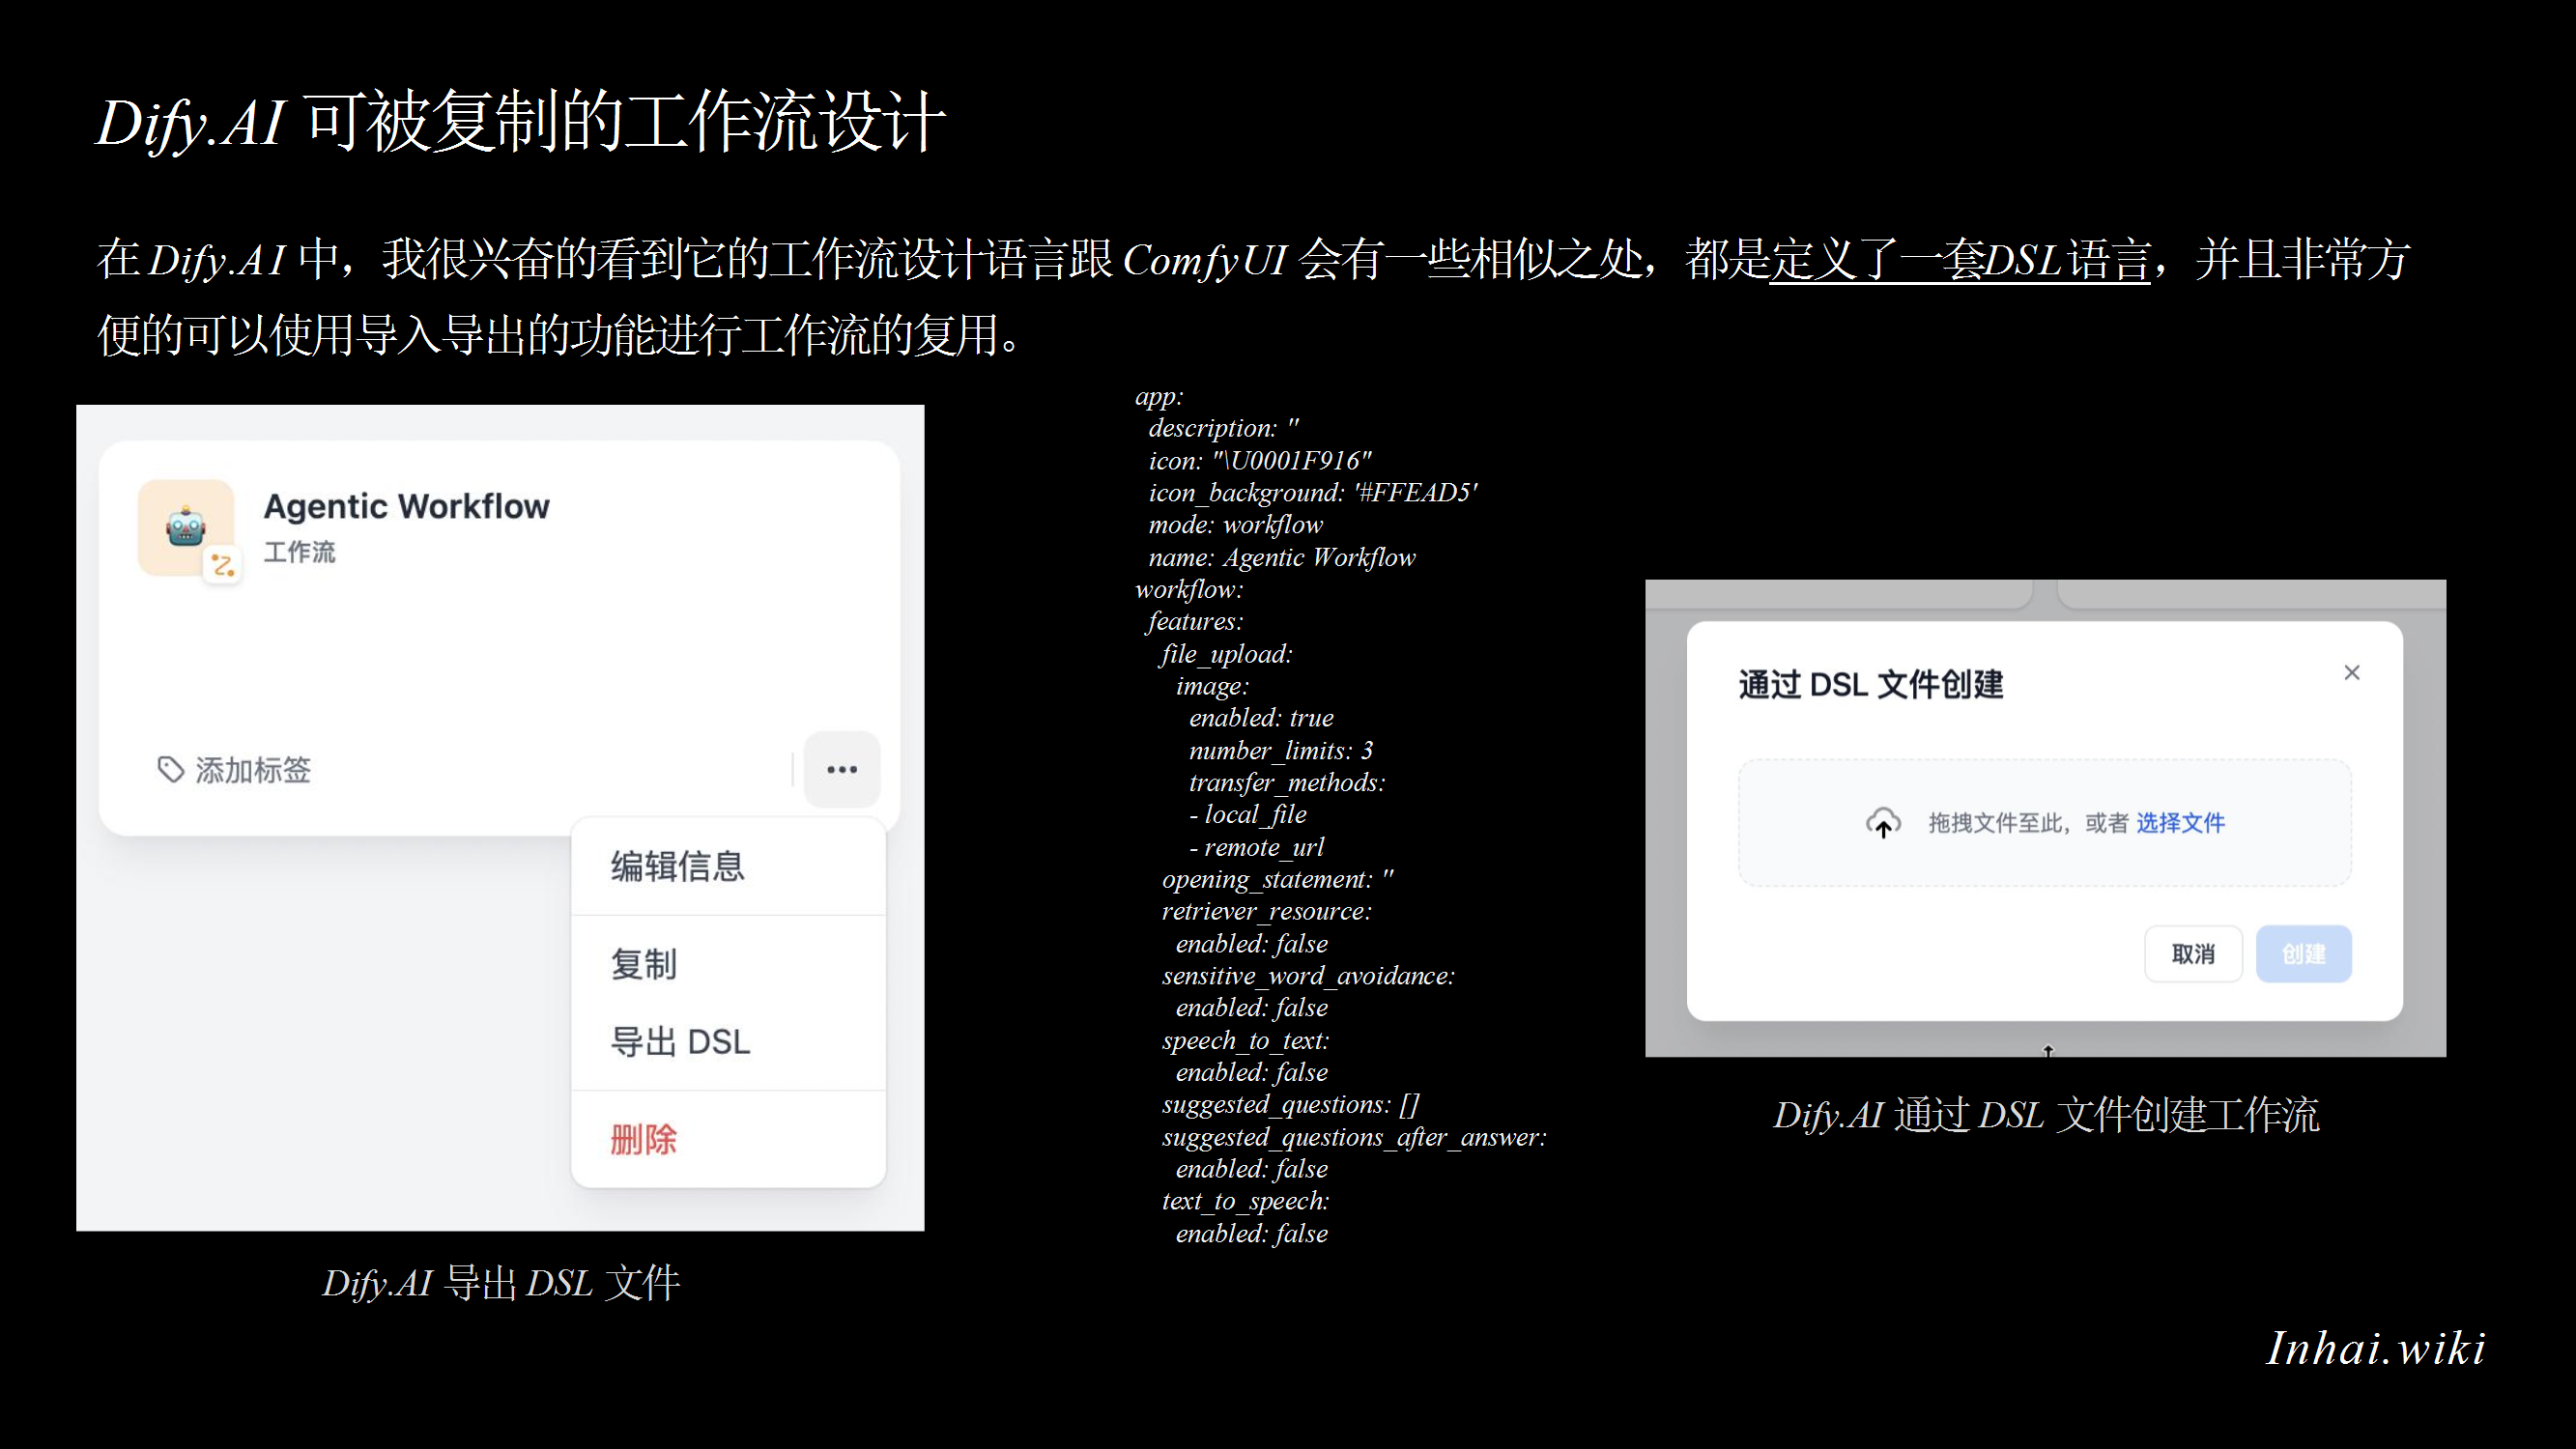 Dify.AI 可被复制的工作流设计
在 Dify.AI 中，我很兴奋的看到它的工作流设计语言跟 ComfyUI 会有一些相似之处，都是定义了一套DSL语言，并且非常方
便的可以使用导入导出的功能进行工作流的复用。
Agentic Workflow
工作流
添加标签
编辑信息
复制
导出 DSL
删除
Dify.AI 导出 DSL 文件
app:
description: ''
icon: "\U0001F916"
icon_background: '#FFEAD5'
mode: workflow
name: Agentic Workflow
workflow:
features:
file_upload:
image:
enabled: true
number_limits: 3
transfer_methods:
- local_file
- remote_url
opening_statement: ''
retriever_resource:
enabled: false
sensitive_word_avoidance:
enabled: false
speech_to_text:
enabled: false
suggested_questions: []
suggested_questions_after_answer:
enabled: false
text_to_speech:
enabled: false
通过 DSL 文件创建
拖拽文件至此，或者 选择文件
取消
创建
Dify.AI 通过 DSL 文件创建工作流
Inhai.wiki